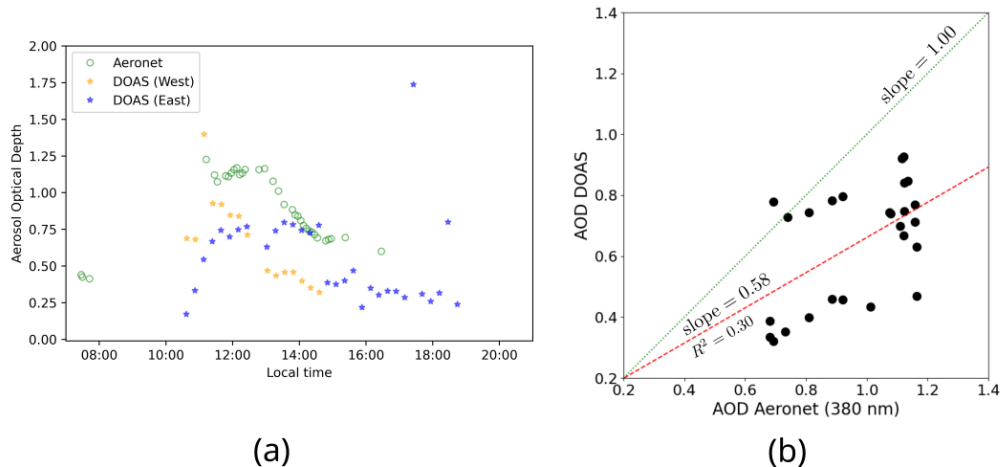 2.00
1.75
1.50
1.25
1.00
0.75
0.50
0.25
0.00
Aerosol Optical Depth
Aeronet
DOAS (West)
DOAS (East)
08:00 10:00 12:00 14:00 16:00 18:00 20:00
Local time
(a)
1.4
1.2
1.0
0.8
0.6
0.4
0.2
AOD DOAS
slope = 1.00
slope = 0.58
R² = 0.30
0.2 0.4 0.6 0.8 1.0 1.2 1.4
AOD Aeronet (380 nm)
(b)